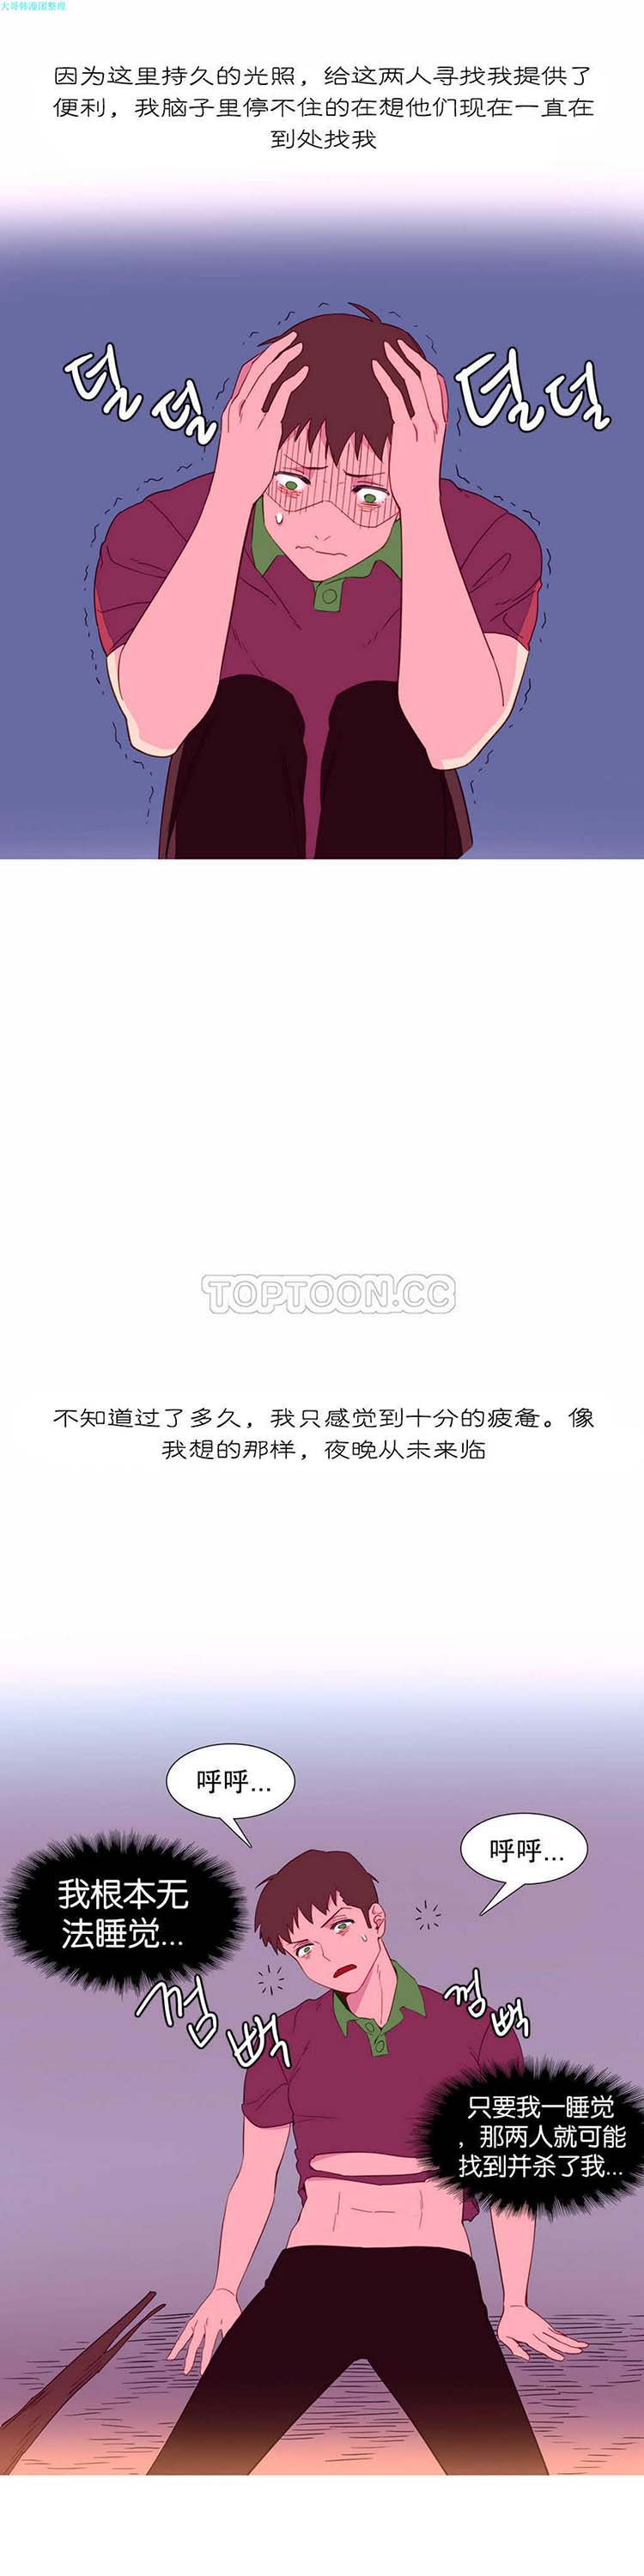 大哥韩漫团整理
因为这里持久的光照，给这两人寻找我提供了
便利，我脑子里停不住的在想他们现在一直在
到处找我
덜
덜
덜
덜
TOPTOON.CC
不知道过了多久，我只感觉到十分的疲惫。像
我想的那样，夜晚从未来临
呼呼...
呼呼...
我根本无
法睡觉...
껌
뻑
껌
뻑
只要我一睡觉
，那两人就可能
找到并杀了我...